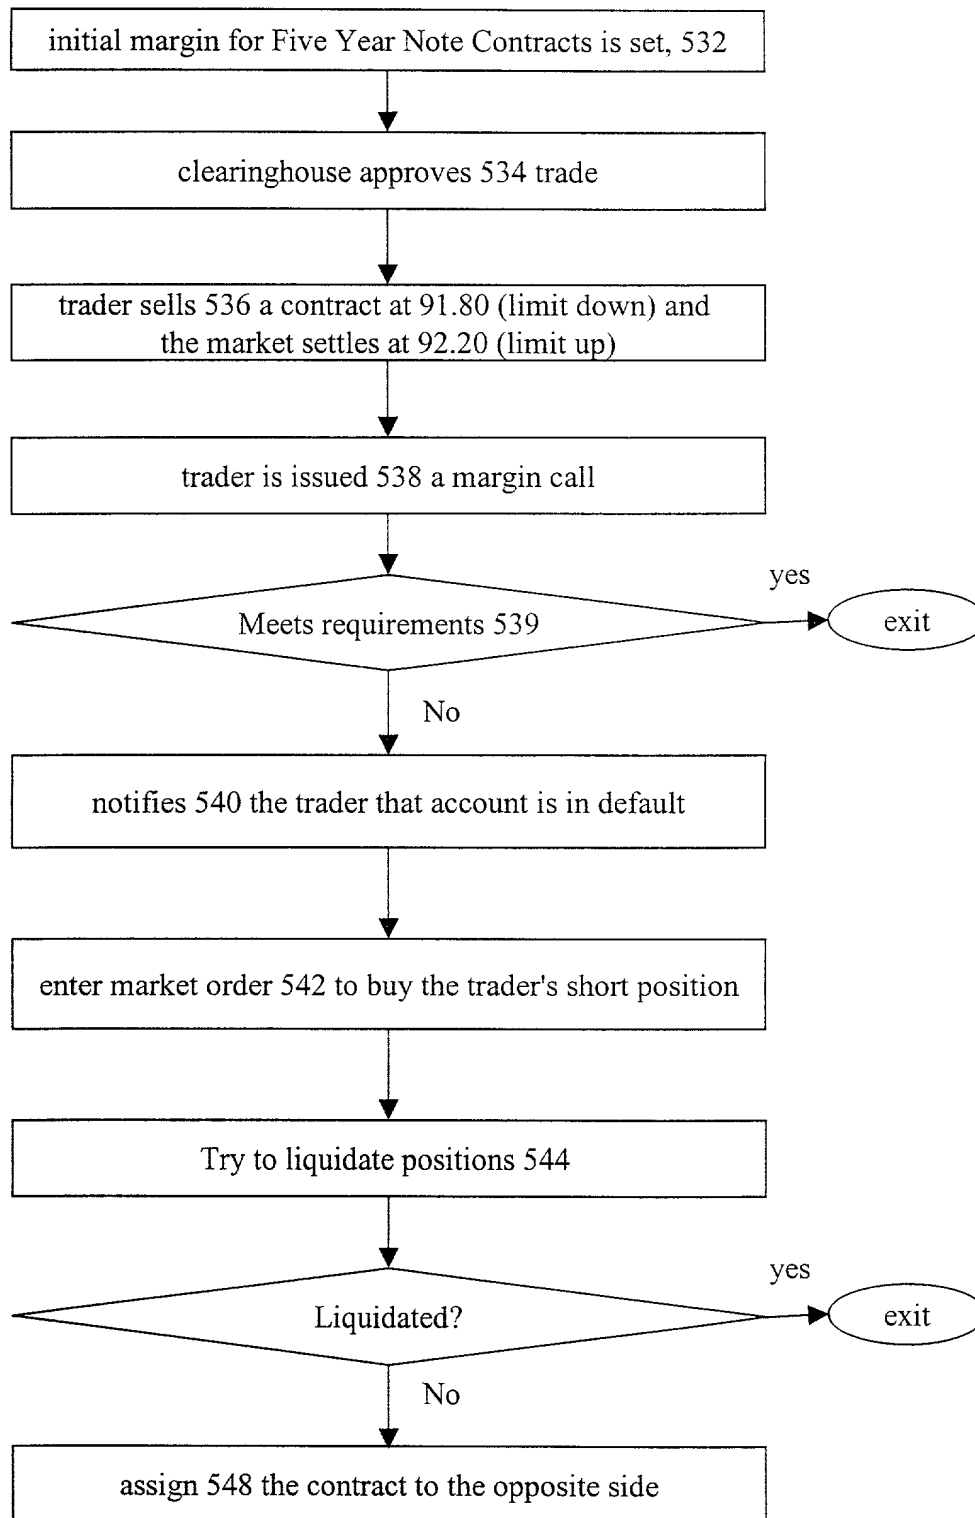 initial margin for Five Year Note Contracts is set, 532
clearinghouse approves 534 trade
trader sells 536 a contract at 91.80 (limit down) and
the market settles at 92.20 (limit up)
trader is issued 538 a margin call
yes
Meets requirements 539
exit
No
notifies 540 the trader that account is in default
enter market order 542 to buy the trader's short position
Try to liquidate positions 544
yes
Liquidated?
exit
No
assign 548 the contract to the opposite side